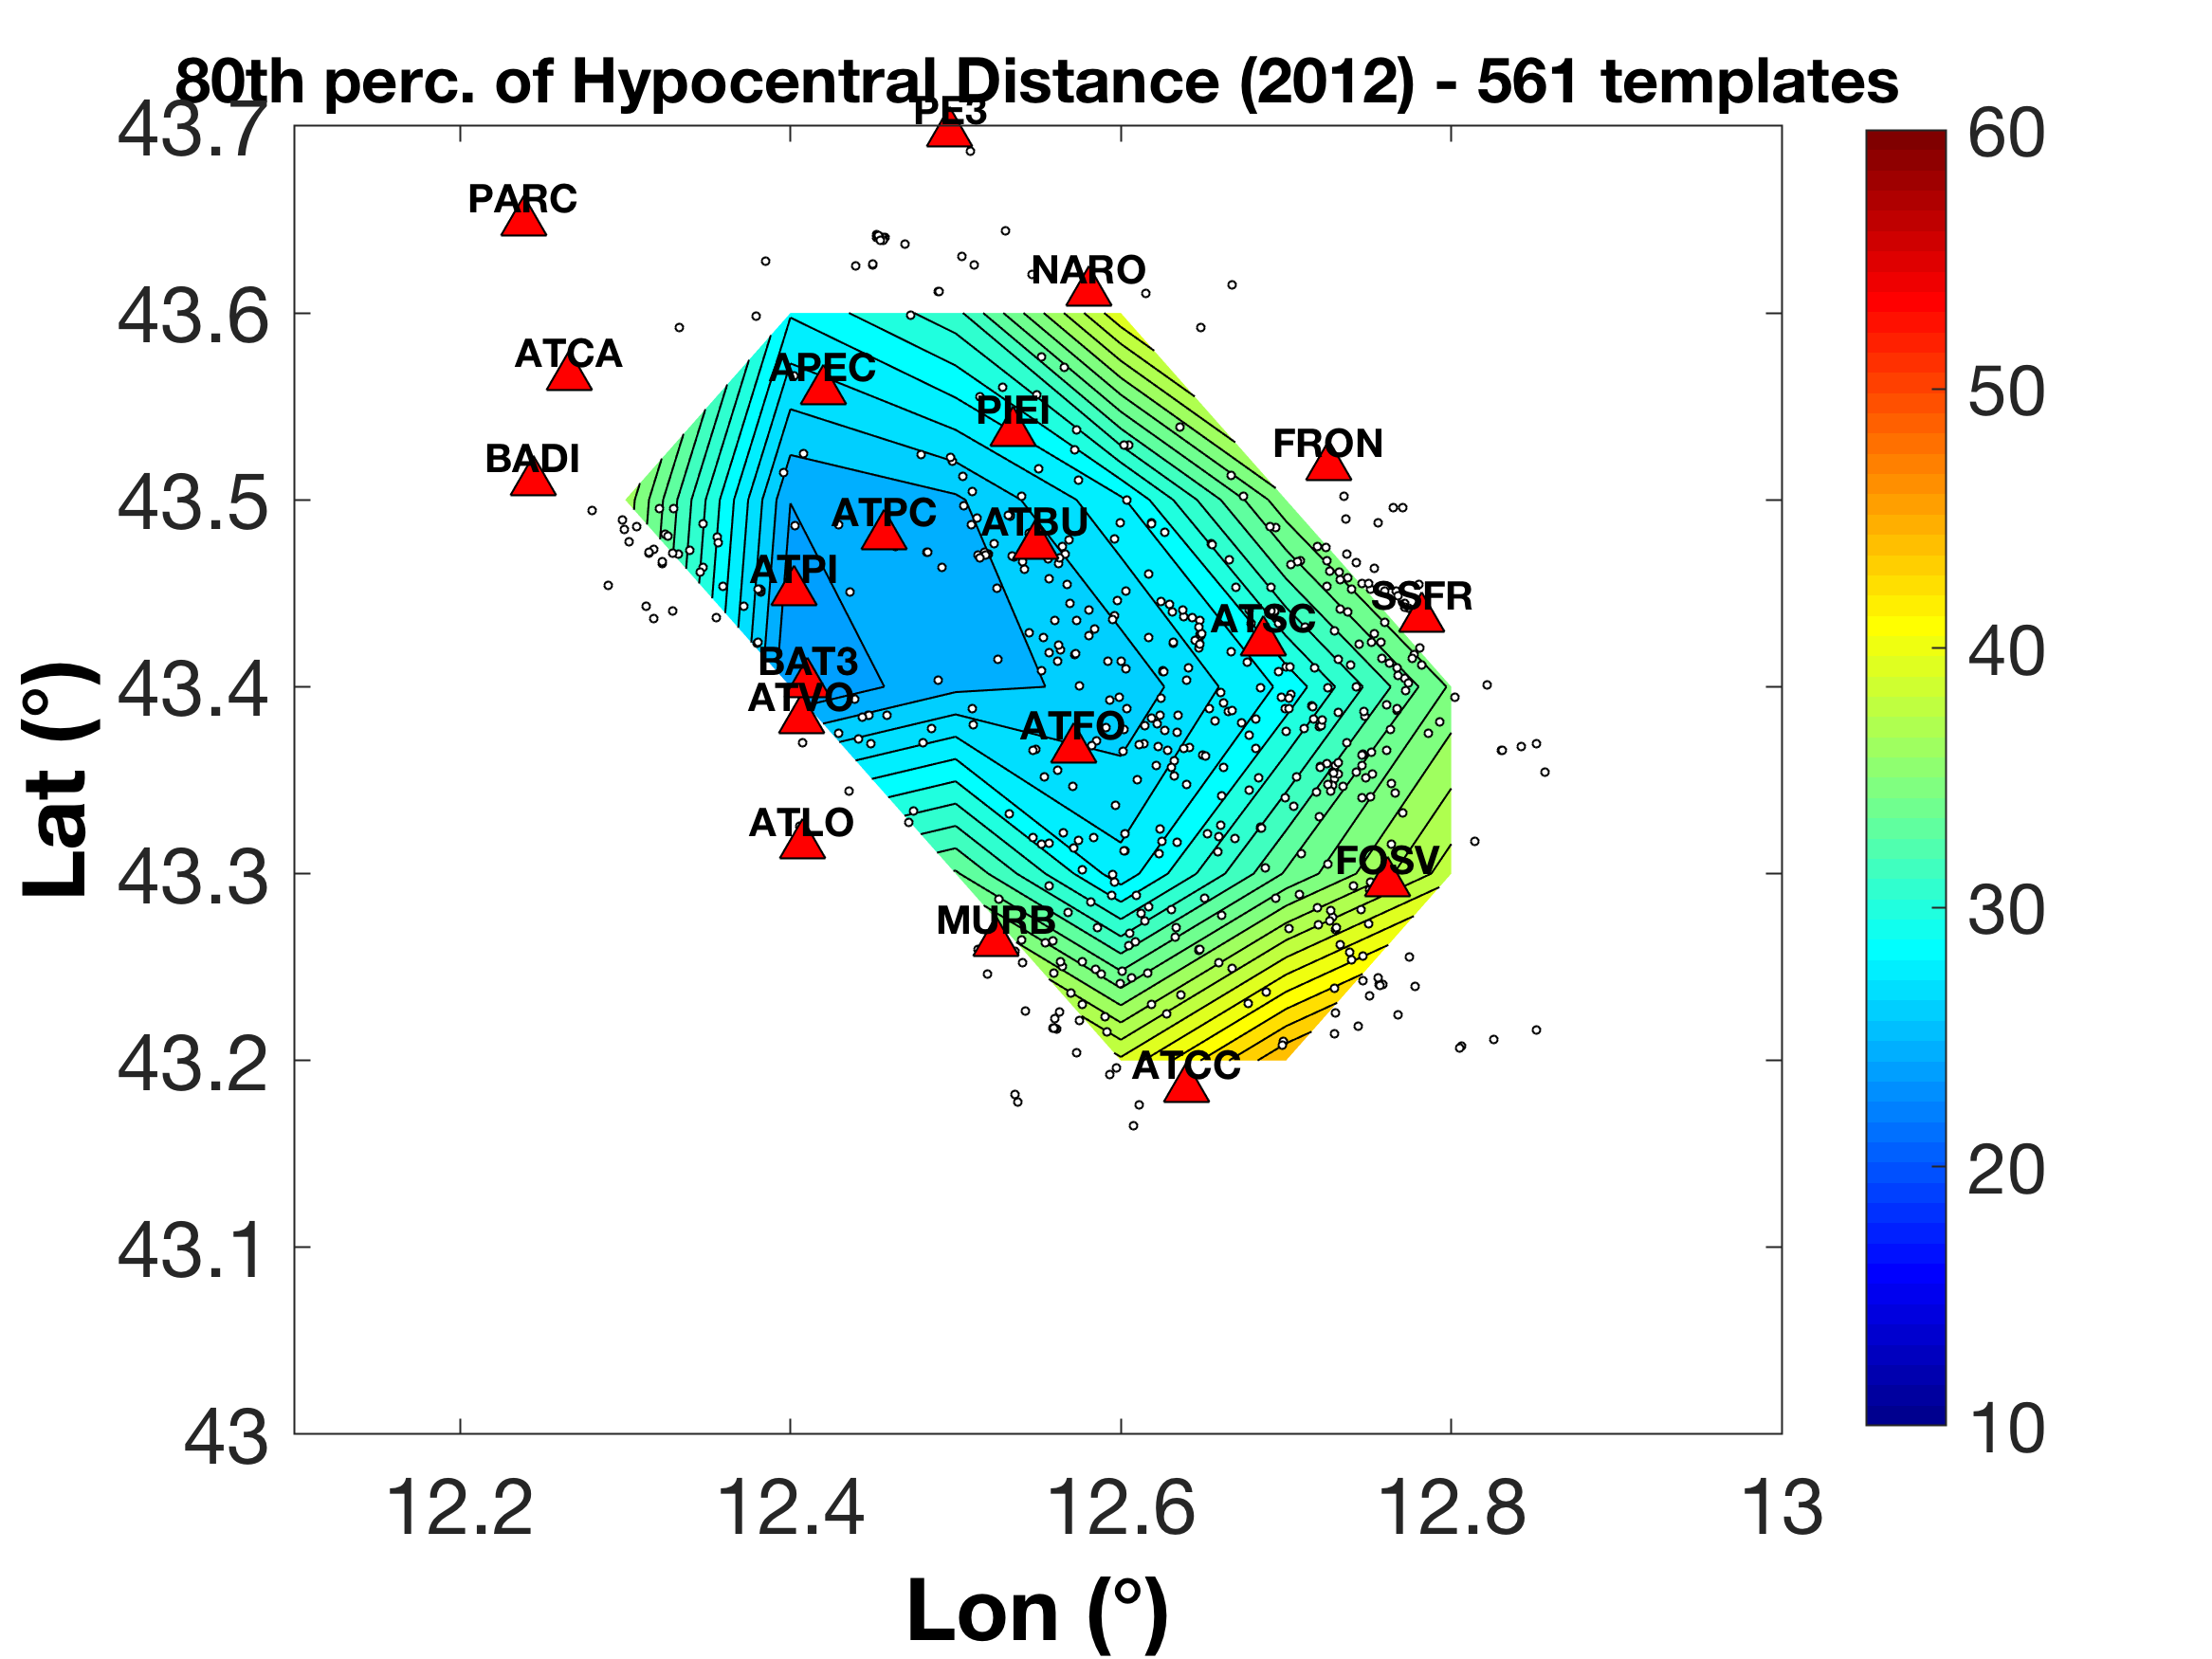 80th perc. of Hypocentral Distance (2012) - 561 templates
PE3
PARC
NARO
ATCA
APEC
PIEI
FRON
BADI
ATPC
ATBU
ATPI
SSFR
ATSC
BAT3
ATVO
ATFO
ATLO
FOSV
MURB
ATCC
43.7
43.6
43.5
43.4
43.3
43.2
43.1
43
Lat (°)
12.2
12.4
12.6
12.8
13
Lon (°)
60
50
40
30
20
10